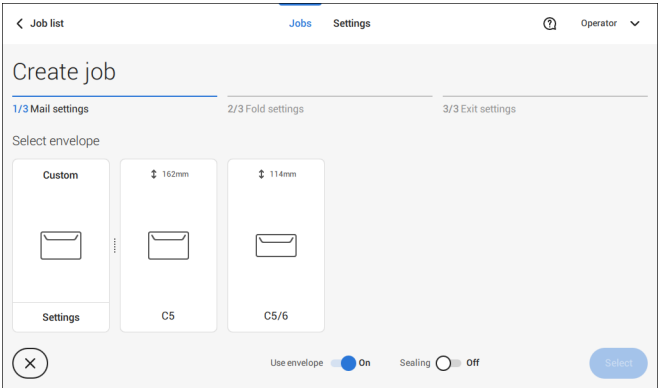 Job list
Jobs
Settings
Operator
Create job
1/3 Mail settings
2/3 Fold settings
3/3 Exit settings
Select envelope
Custom
162mm
114mm
Settings
C5
C5/6
Use envelope
On
Sealing
Off
Select